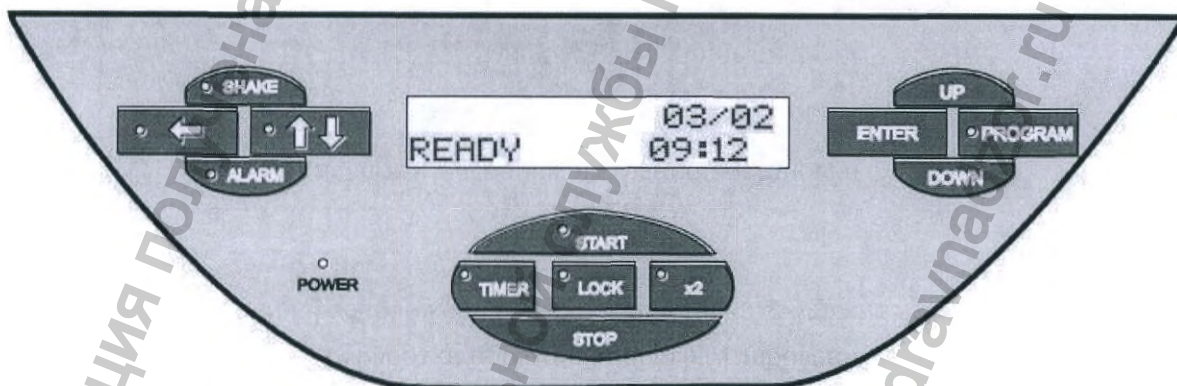 SHAKE
ALARM
POWER
03/02
READY 09:12
UP
ENTER
PROGRAM
DOWN
START
TIMER
LOCK
x2
STOP